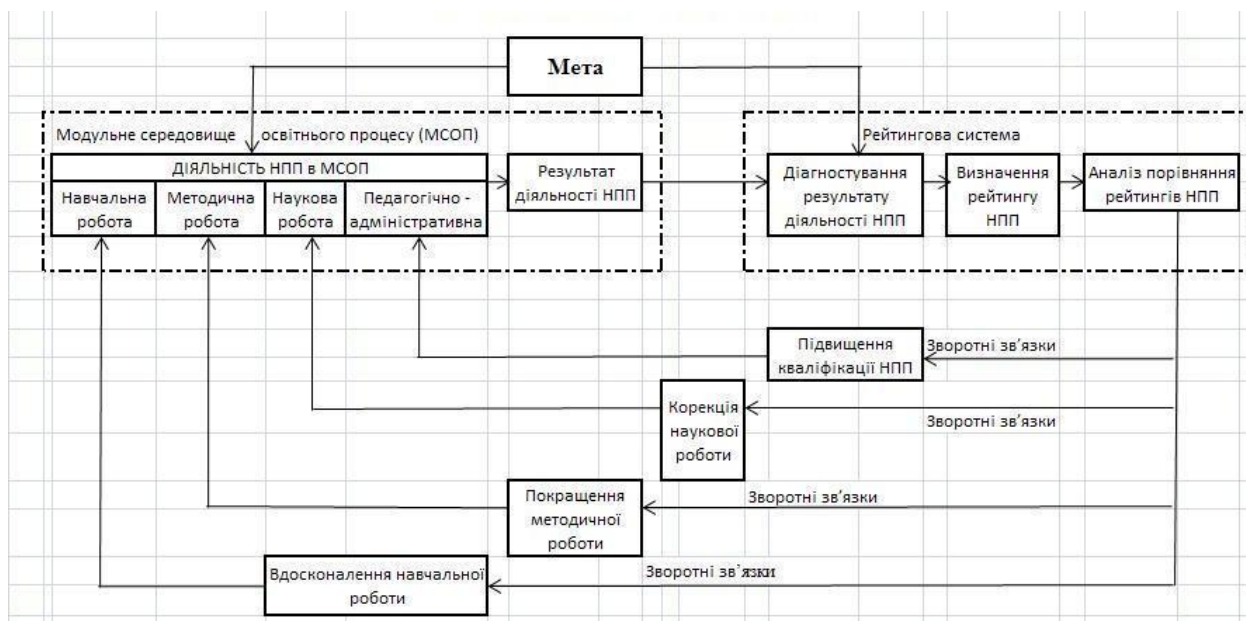 Мета
Модульне середовище освітнього процесу (МСОП)
ДІЯЛЬНІСТЬ НПП в МСОП
Навчальна
робота
Методична
робота
Наукова
робота
Педагогічно -
адміністративна
Результат
діяльності НПП
Рейтингова система
Діагностування
результату
діяльності НПП
Визначення
рейтингу
НПП
Аналіз порівняння
рейтингів НПП
Підвищення
кваліфікації НПП
Зворотні зв'язки
Корекція
наукової
роботи
Зворотні зв'язки
Покращення
методичної
роботи
Зворотні зв'язки
Вдосконалення навчальної
роботи
Зворотні зв'язки